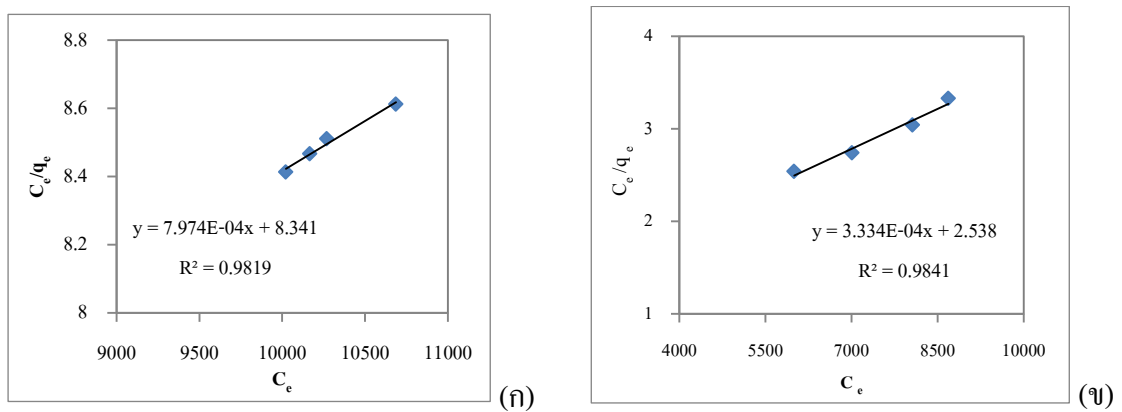 8.8
8.6
8.4
8.2
8
Cₑ/qₑ
y = 7.974E-04x + 8.341
R² = 0.9819
9000 9500 10000 10500 11000
Cₑ
(ก)
4
3
2
1
Cₑ/qₑ
y = 3.334E-04x + 2.538
R² = 0.9841
4000 5500 7000 8500 10000
Cₑ
(ข)